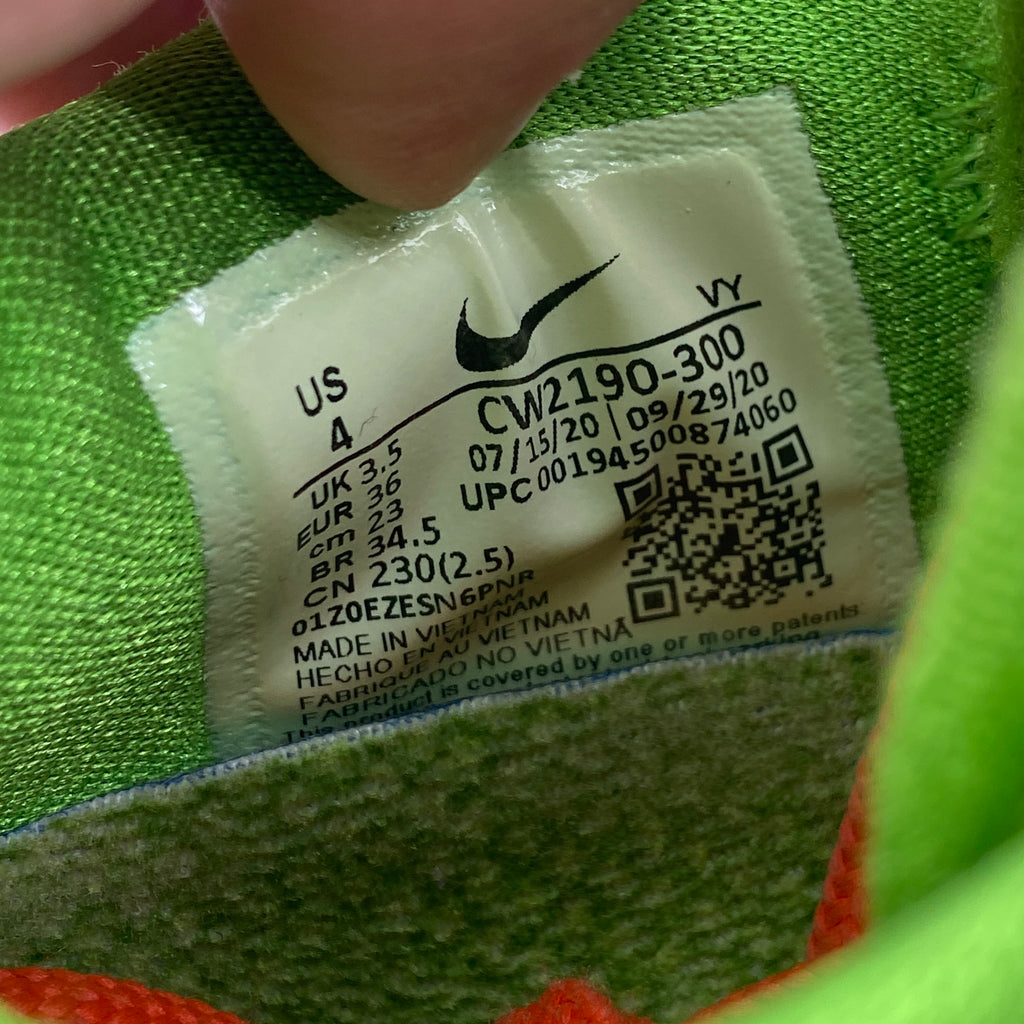 US
4
VY
CW2190-300
07/15/20 | 09/29/20
UPC 00194500874060
UK 3.5
EUR 36
cm 23
BR 34.5
CN 230(2.5)
01Z0EZESN6PNR
MADE IN VIETNAM
HECHO EN VIETNAM
FABRIQUE AU VIETNAM
FABRICADO NO VIETNÃ
This product is covered by one or more patents